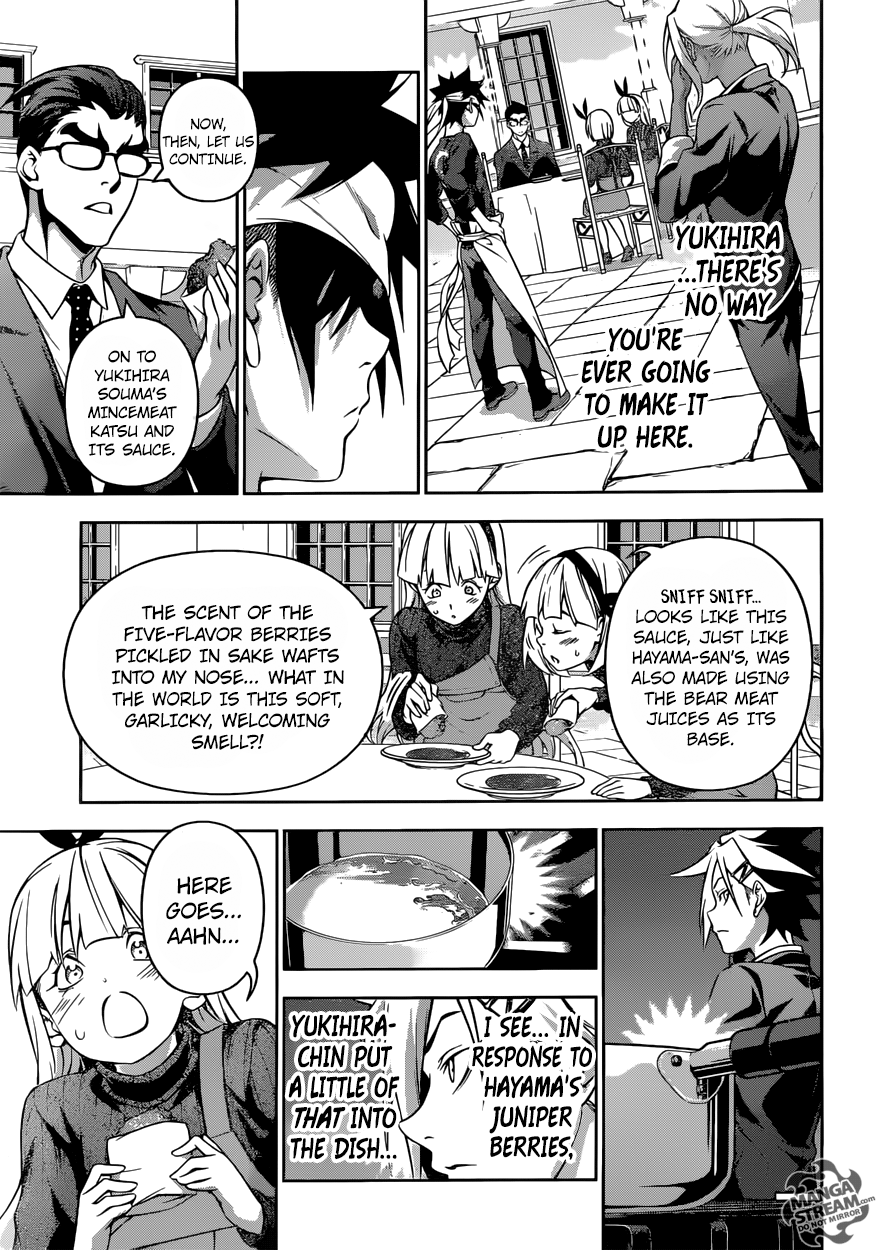 YUKIHIRA
...THERE'S
NO WAY
YOU'RE
EVER GOING
TO MAKE IT
UP HERE.
NOW,
THEN, LET US
CONTINUE.
ON TO
YUKIHIRA
SOUMA'S
MINCEMEAT
KATSU AND
ITS SAUCE.
SNIFF SNIFF...
LOOKS LIKE THIS
SAUCE, JUST LIKE
HAYAMA-SAN'S, WAS
ALSO MADE USING
THE BEAR MEAT
JUICES AS ITS
BASE.
THE SCENT OF THE
FIVE-FLAVOR BERRIES
PICKLED IN SAKE WAFTS
INTO MY NOSE... WHAT IN
THE WORLD IS THIS SOFT,
GARLICKY, WELCOMING
SMELL?!
I SEE... IN
RESPONSE TO
HAYAMA'S
JUNIPER
BERRIES,
YUKIHIRA-
CHIN PUT
A LITTLE OF
THAT INTO
THE DISH...
HERE
GOES...
AAHN...
MANGA
STREAM.com
DO NOT MIRROR